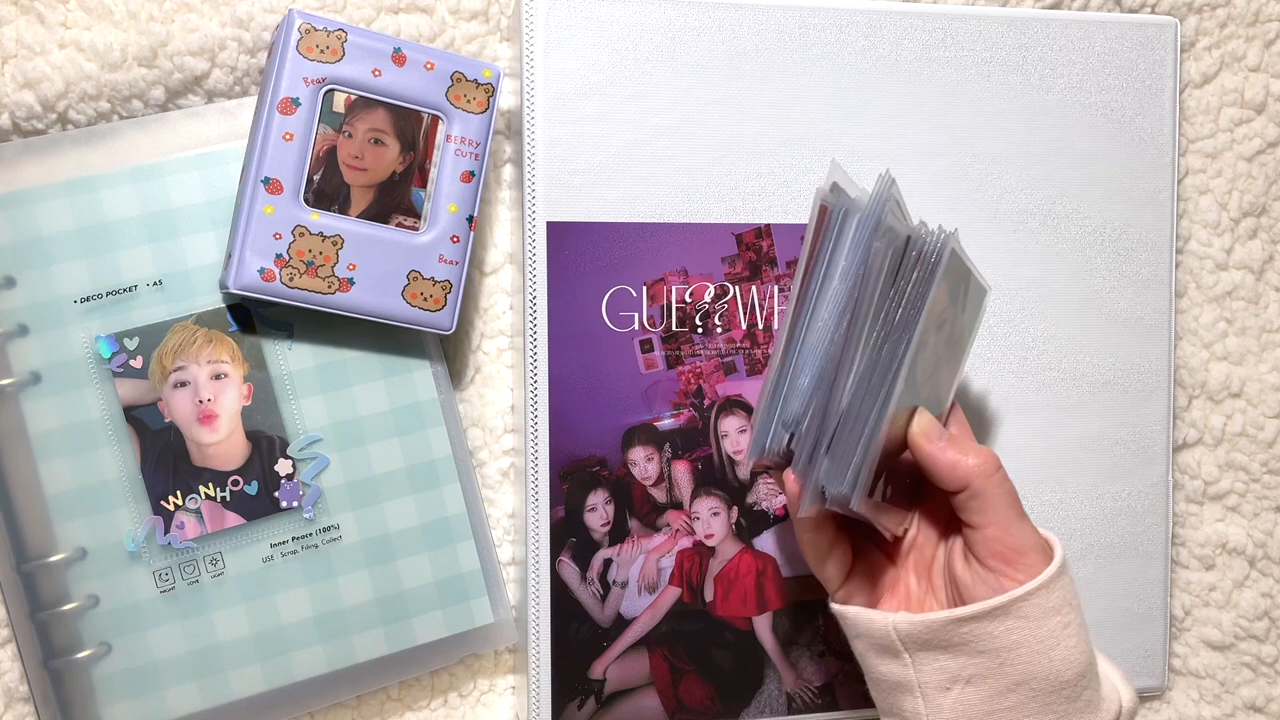 Bear
BERRY
CUTE
Bear
• DECO POCKET • A5
WONHO
Inner Peace (100%)
USE : Scrap, Filing, Collect
NIGHT
LOVE
LIGHT
GUE??WH